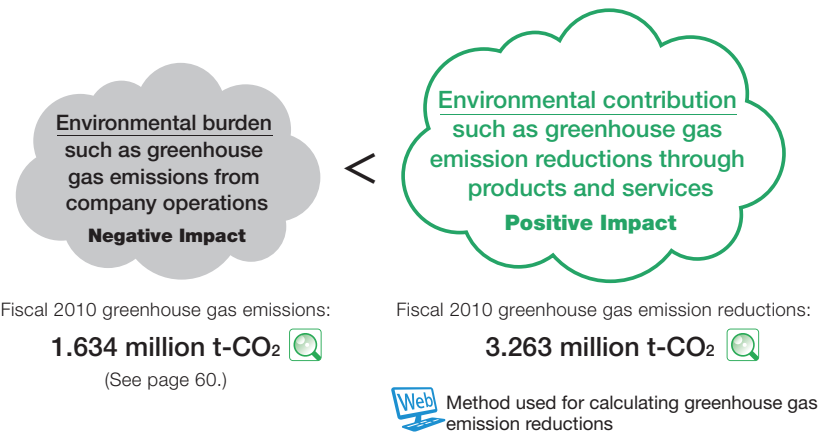 Environmental burden
such as greenhouse
gas emissions from
company operations
Negative Impact
<
Environmental contribution
such as greenhouse gas
emission reductions through
products and services
Positive Impact
Fiscal 2010 greenhouse gas emissions:
1.634 million t-CO₂
(See page 60.)
Fiscal 2010 greenhouse gas emission reductions:
3.263 million t-CO₂
Web
Method used for calculating greenhouse gas
emission reductions